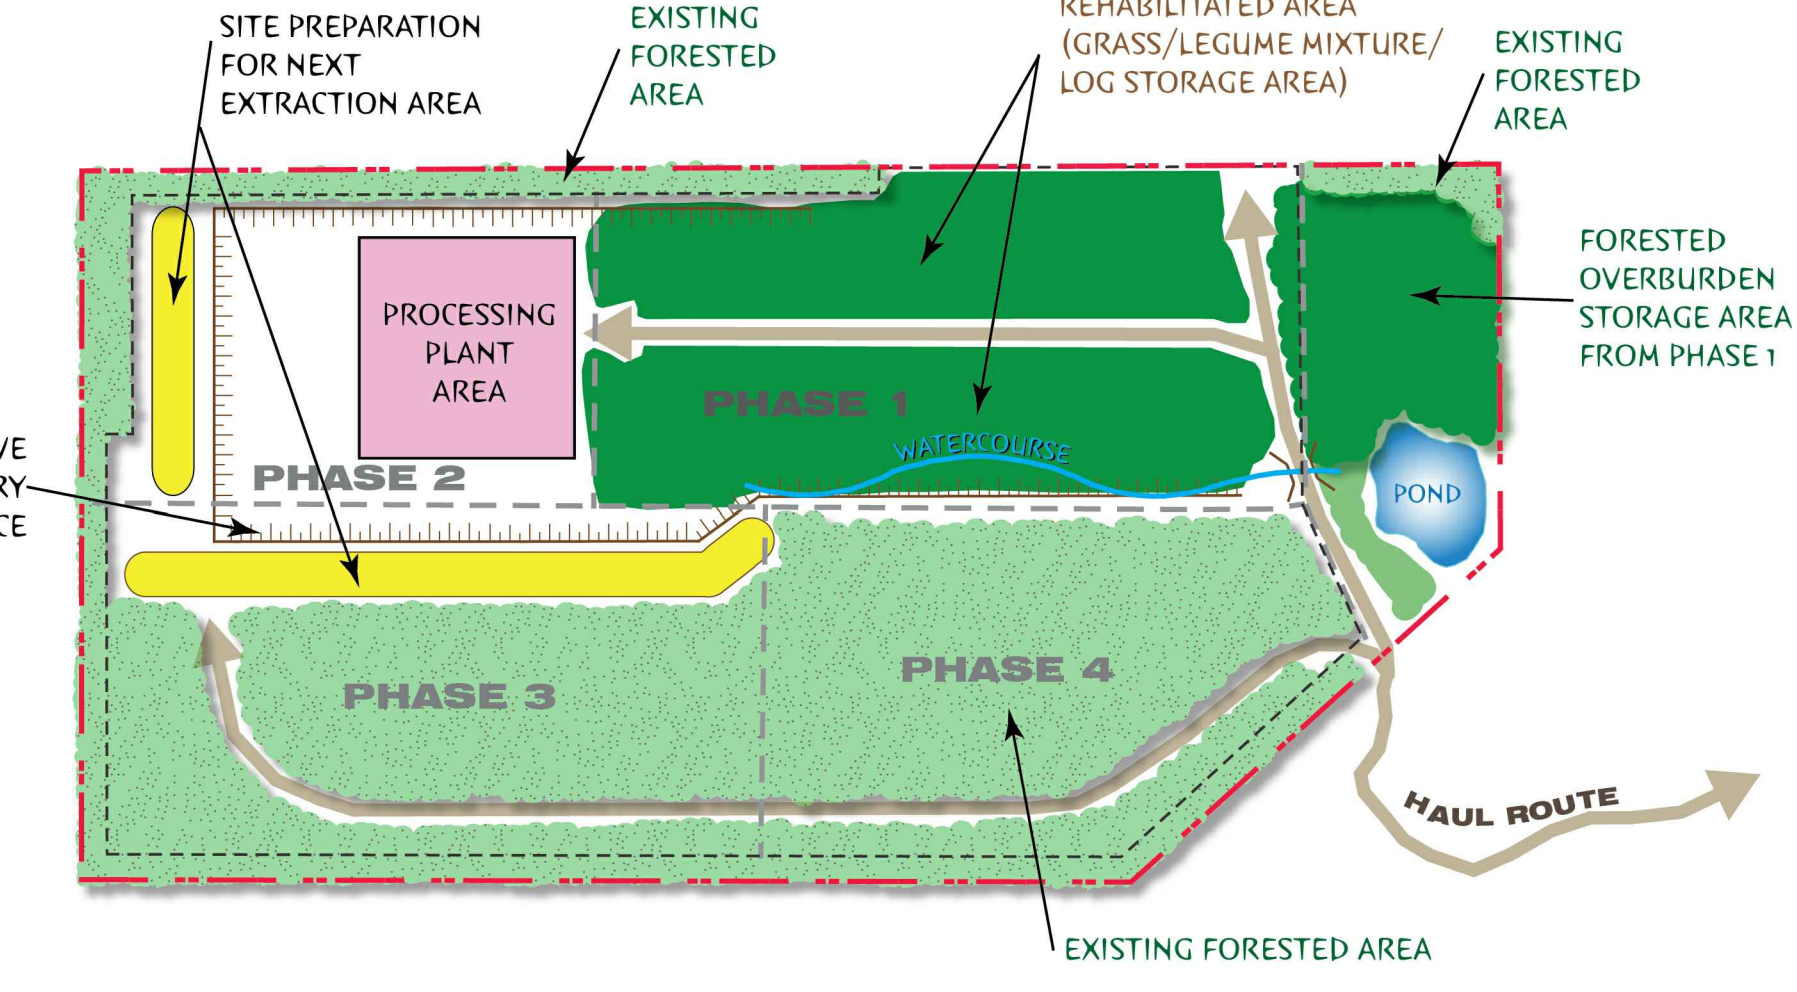 SITE PREPARATION
FOR NEXT
EXTRACTION AREA
EXISTING
FORESTED
AREA
REHABILITATED AREA
(GRASS/LEGUME MIXTURE/
LOG STORAGE AREA)
EXISTING
FORESTED
AREA
FORESTED
OVERBURDEN
STORAGE AREA
FROM PHASE 1
PROCESSING
PLANT
AREA
PHASE 1
WATERCOURSE
PHASE 2
POND
PHASE 3
PHASE 4
HAUL ROUTE
EXISTING FORESTED AREA